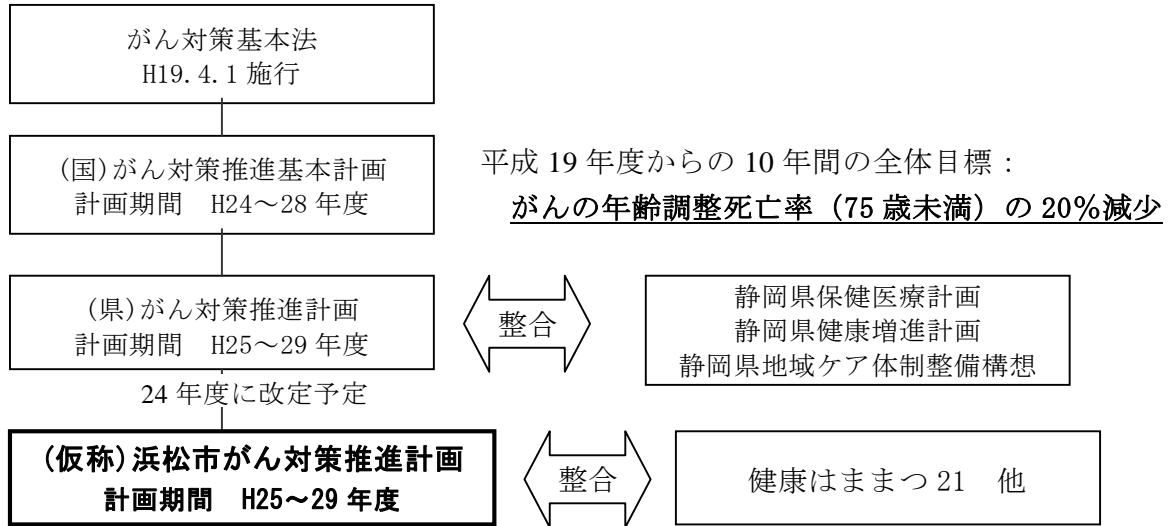 がん対策基本法
H19.4.1 施行
(国)がん対策推進基本計画
計画期間　H24～28 年度
平成 19 年度からの 10 年間の全体目標：
がんの年齢調整死亡率（75 歳未満）の 20％減少
(県)がん対策推進計画
計画期間　H25～29 年度
整合
静岡県保健医療計画
静岡県健康増進計画
静岡県地域ケア体制整備構想
24 年度に改定予定
(仮称)浜松市がん対策推進計画
計画期間　H25～29 年度
整合
健康はままつ 21　他